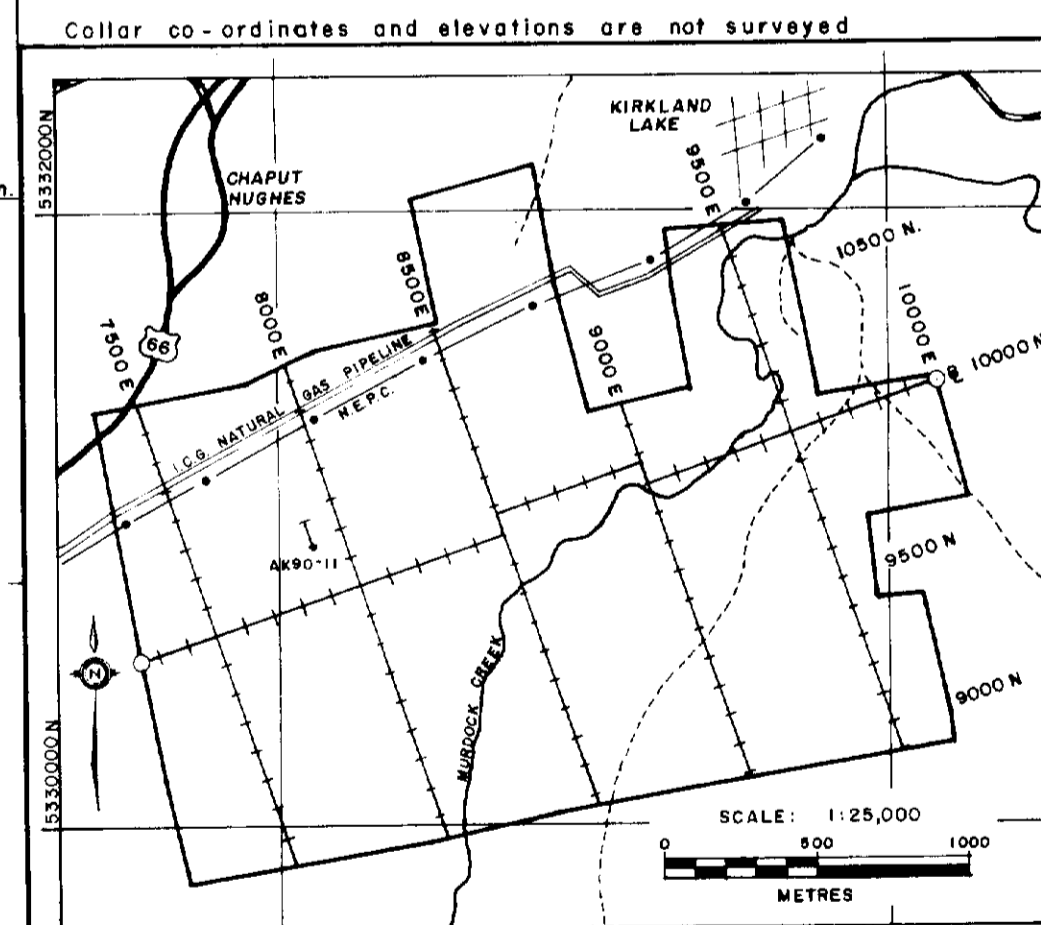 Collar co-ordinates and elevations are not surveyed
n.
5332000N
KIRKLAND
LAKE
CHAPUT
HUGHES
9500 E
10500 N.
8500E
8000 E
7500E
66
10000 E
9000 E
10000 N
I.C.G. NATURAL GAS PIPELINE
N.E.P.C.
AK90-11
9500 N
N
MURDOCK CREEK
9000 N
5330000N
SCALE: 1:25,000
0 500 1000
METRES